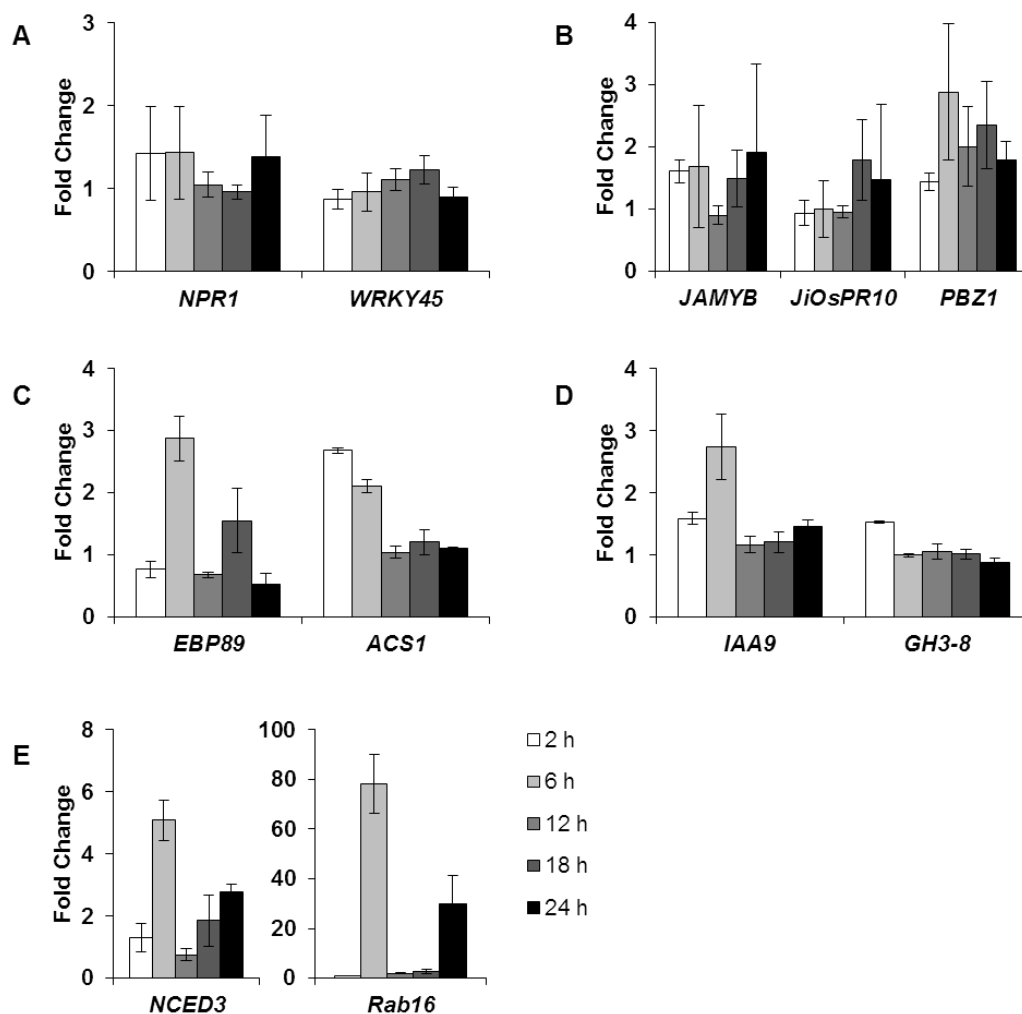 A
Fold Change
3
2
1
0
NPR1 WRKY45
B
Fold Change
4
3
2
1
0
JAMYB JiOsPR10 PBZ1
C
Fold Change
4
3
2
1
0
EBP89 ACS1
D
Fold Change
4
3
2
1
0
IAA9 GH3-8
E
Fold Change
8
6
4
2
0
NCED3
100
80
60
40
20
0
Rab16
2 h
6 h
12 h
18 h
24 h